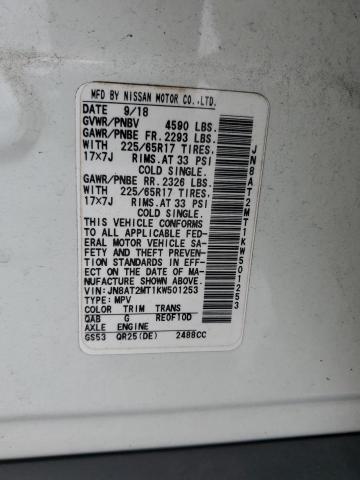 MFD BY NISSAN MOTOR CO.,LTD.
DATE 9/18
GVWR/PNBV 4590 LBS.
GAWR/PNBE FR. 2293 LBS.
WITH 225/65R17 TIRES,
17X7J RIMS.AT 33 PSI
COLD SINGLE.
GAWR/PNBE RR. 2326 LBS.
WITH 225/65R17 TIRES,
17X7J RIMS.AT 33 PSI
COLD SINGLE.
THIS VEHICLE CONFORMS
TO ALL APPLICABLE FED-
ERAL MOTOR VEHICLE SA-
FETY AND THEFT PREVENTION
STANDARDS IN EFF-
ECT ON THE DATE OF MA-
NUFACTURE SHOWN ABOVE.
VIN:JN8AT2MT1KW501253
TYPE:MPV
COLOR TRIM TRANS
QAB G RE0F10D
AXLE ENGINE
GS53 QR25(DE) 2488CC
JN8AT2MT1KW501253